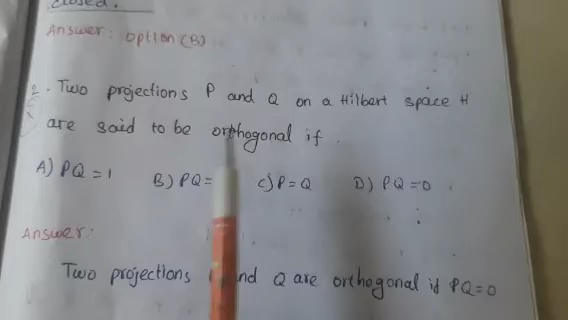 closed.
Answer: option (B)
2. Two projections P and Q on a Hilbert space H
are said to be orthogonal if
A) PQ = 1 B) PQ = C) P = Q D) PQ = 0
Answer:
Two projections and Q are orthogonal if PQ = 0